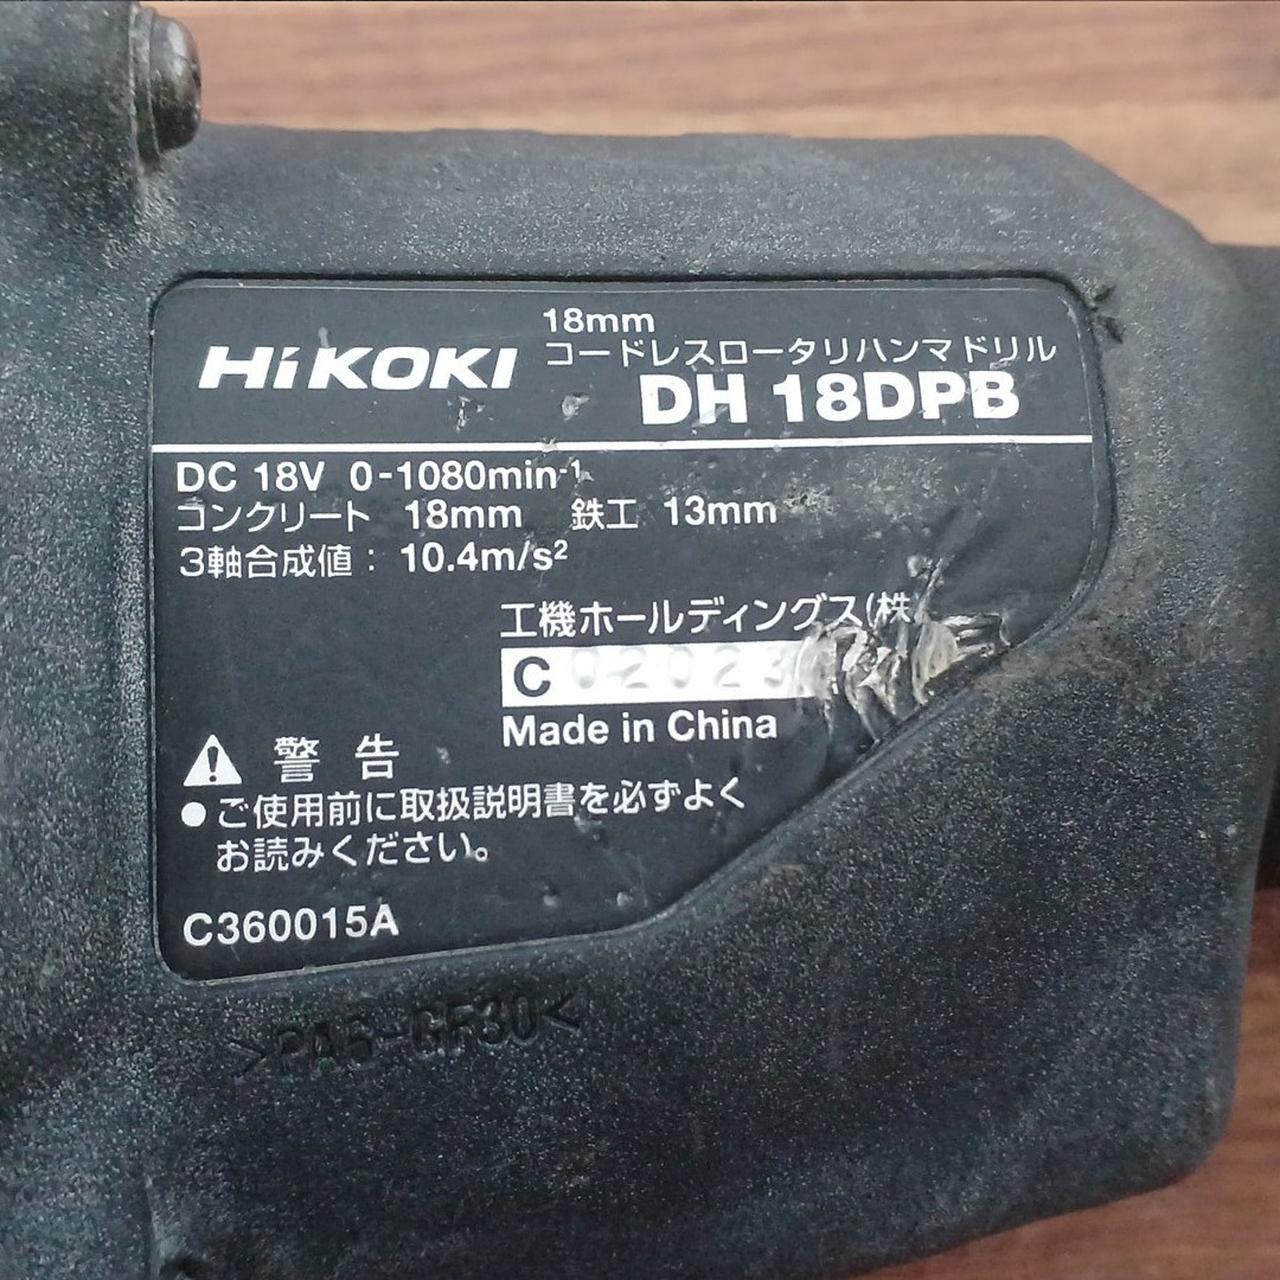 18mm
HiKOKI コードレスロータリハンマドリル
DH 18DPB
DC 18V 0-1080min-¹
コンクリート 18mm 鉄工 13mm
3軸合成値： 10.4m/s²
工機ホールディングス(株
C 02023
Made in China
警告
●ご使用前に取扱説明書を必ずよく
お読みください。
C360015A
>PA6-GF30<